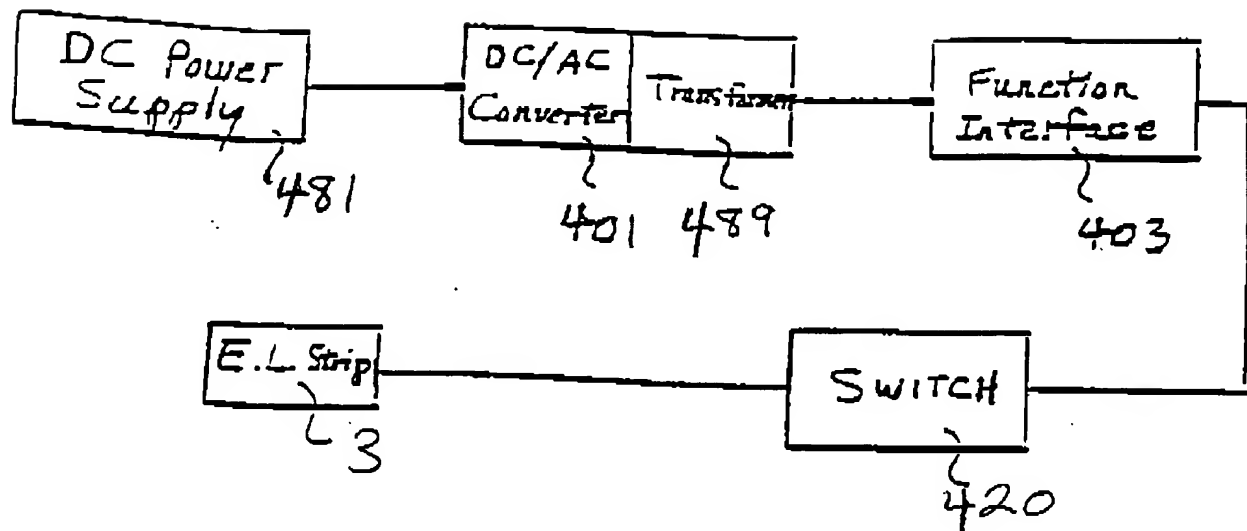 DC Power
Supply
481
DC/AC
Converter
401
Transformer
489
Function
Interface
403
E.L. Strip
3
SWITCH
420